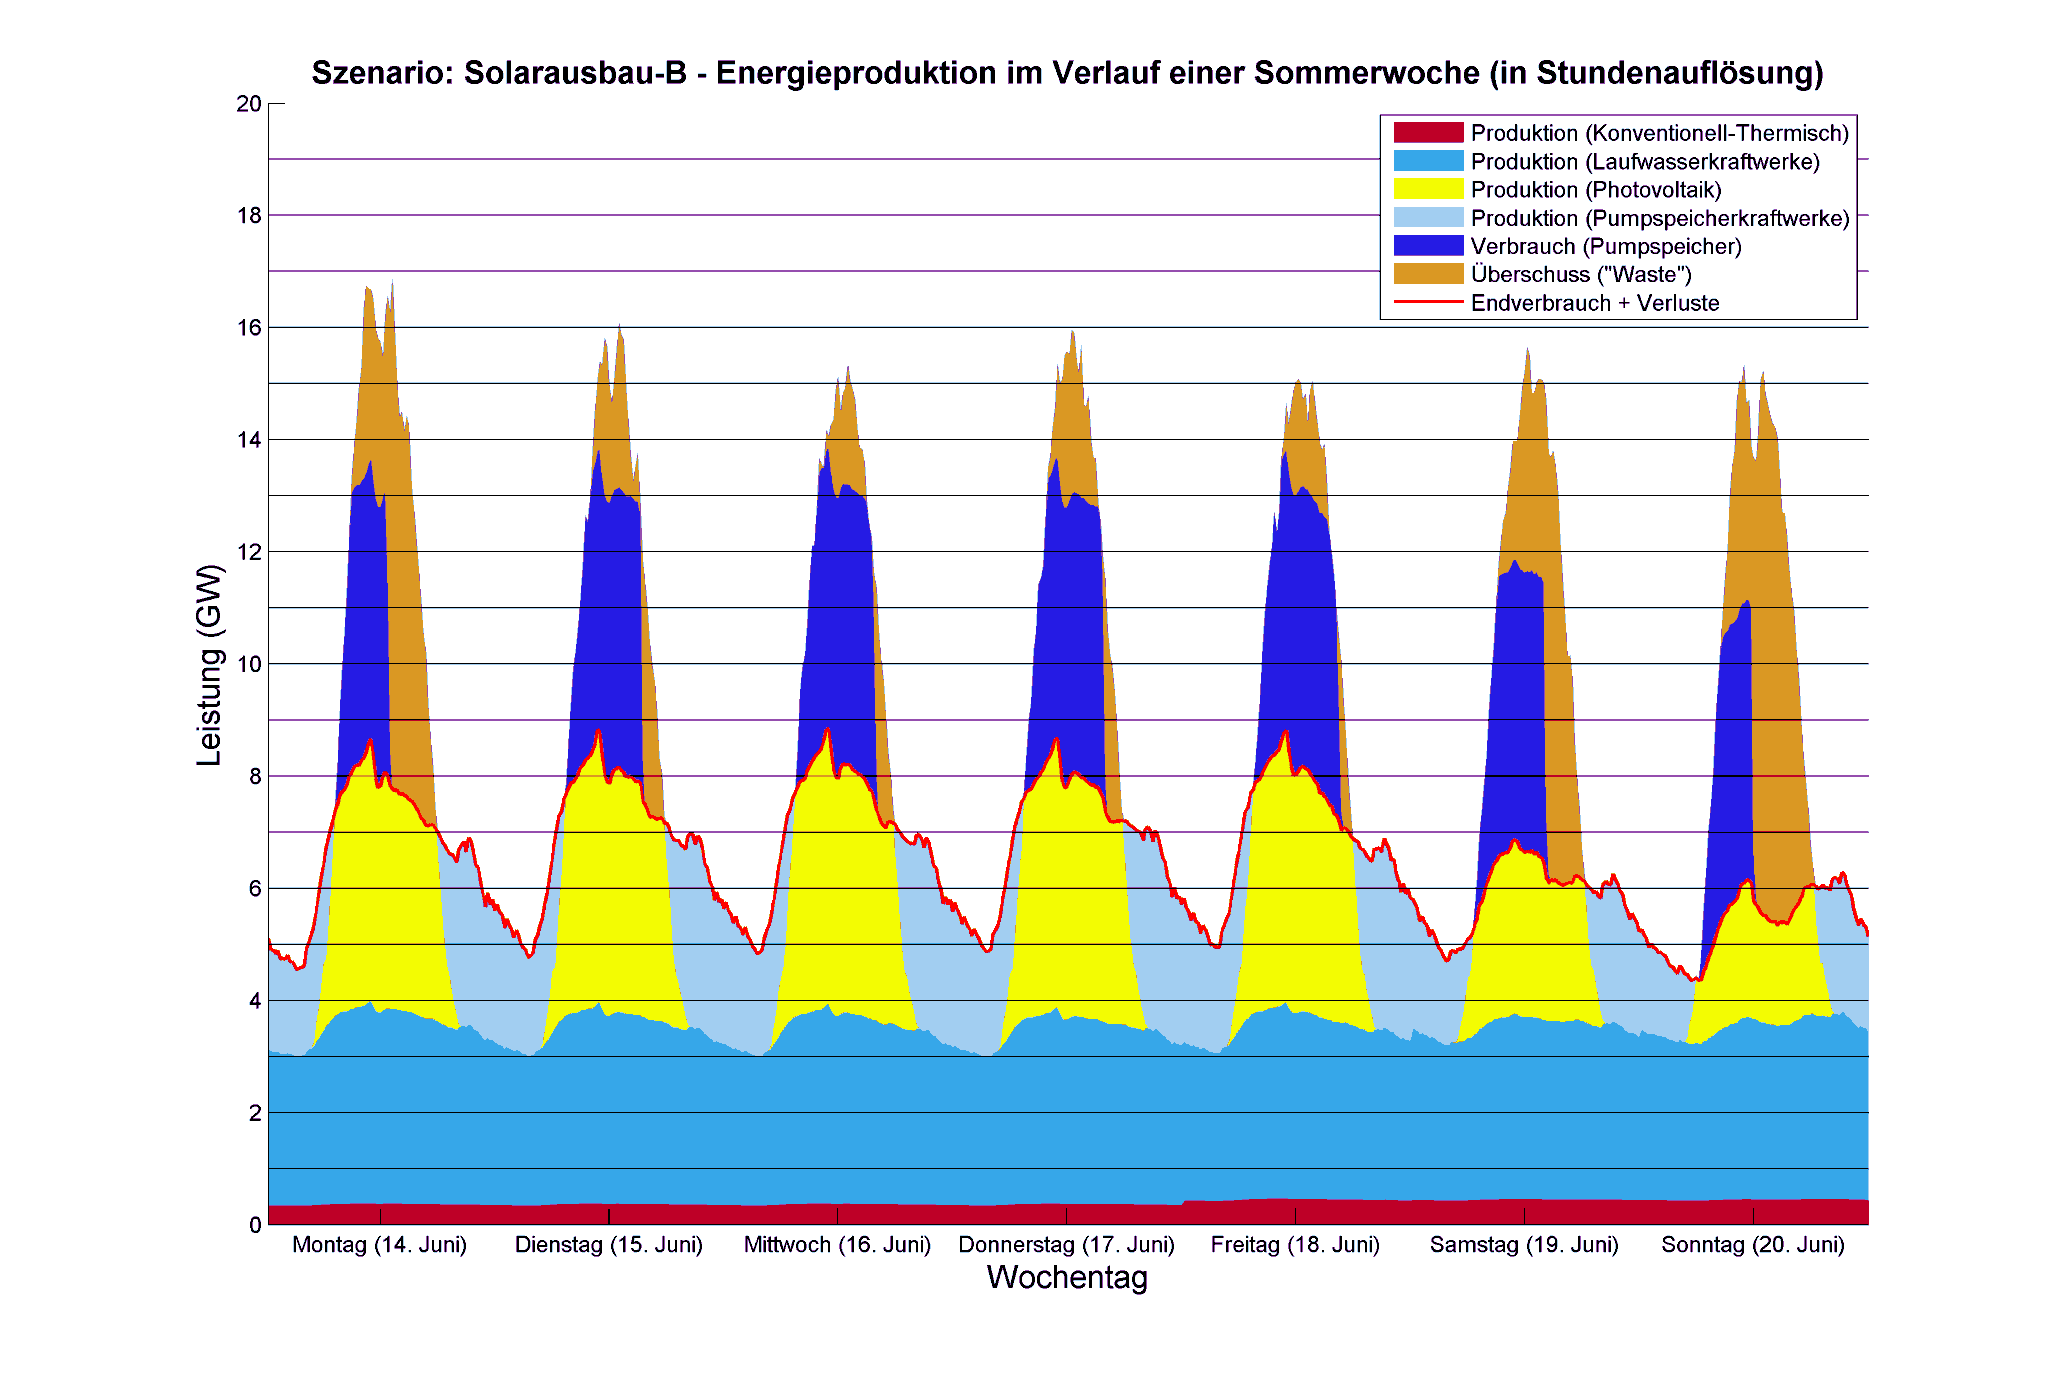 Szenario: Solarausbau-B - Energieproduktion im Verlauf einer Sommerwoche (in Stundenauflösung)
20
18
16
14
12
10
8
6
4
2
0
Leistung (GW)
Produktion (Konventionell-Thermisch)
Produktion (Laufwasserkraftwerke)
Produktion (Photovoltaik)
Produktion (Pumpspeicherkraftwerke)
Verbrauch (Pumpspeicher)
Überschuss ("Waste")
Endverbrauch + Verluste
Montag (14. Juni)
Dienstag (15. Juni)
Mittwoch (16. Juni)
Donnerstag (17. Juni)
Freitag (18. Juni)
Samstag (19. Juni)
Sonntag (20. Juni)
Wochentag